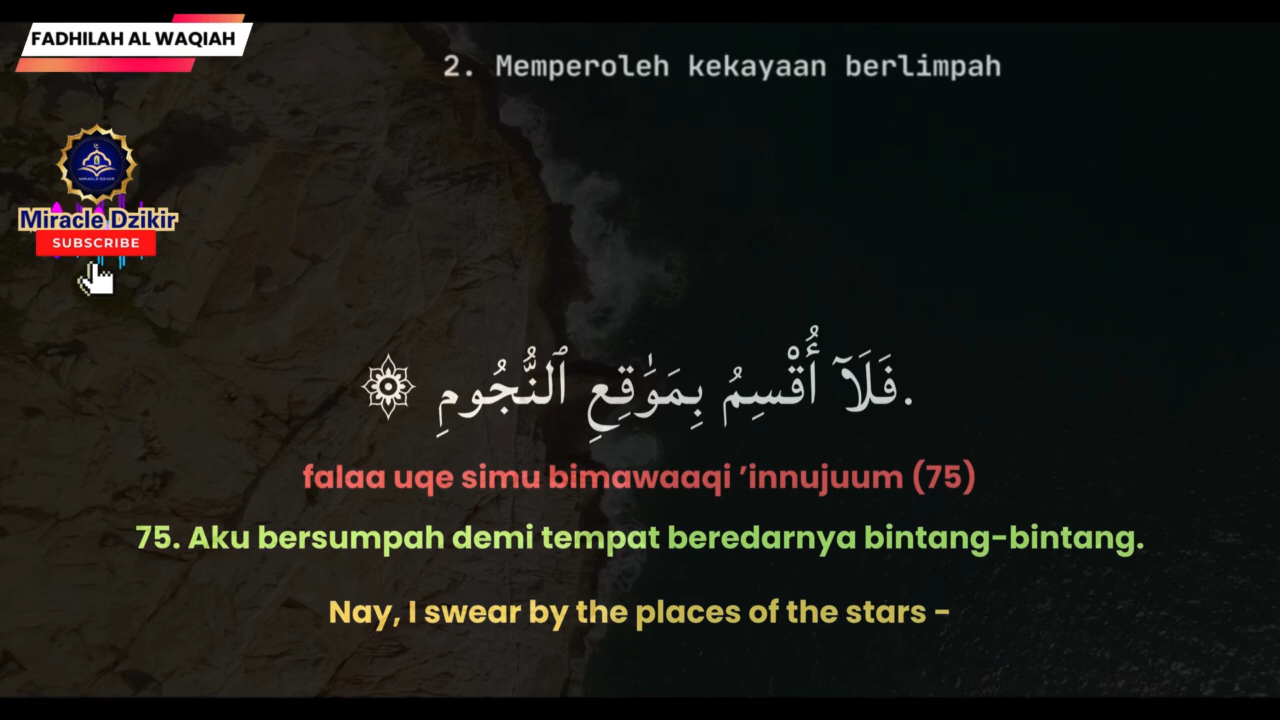 FADHILAH AL WAQIAH
2. Memperoleh kekayaan berlimpah
Miracle Dzikir
SUBSCRIBE
.فَلَآ أُقْسِمُ بِمَوَٰقِعِ ٱلنُّجُومِ
falaa uqe simu bimawaaqi ’innujuum (75)
75. Aku bersumpah demi tempat beredarnya bintang-bintang.
Nay, I swear by the places of the stars –